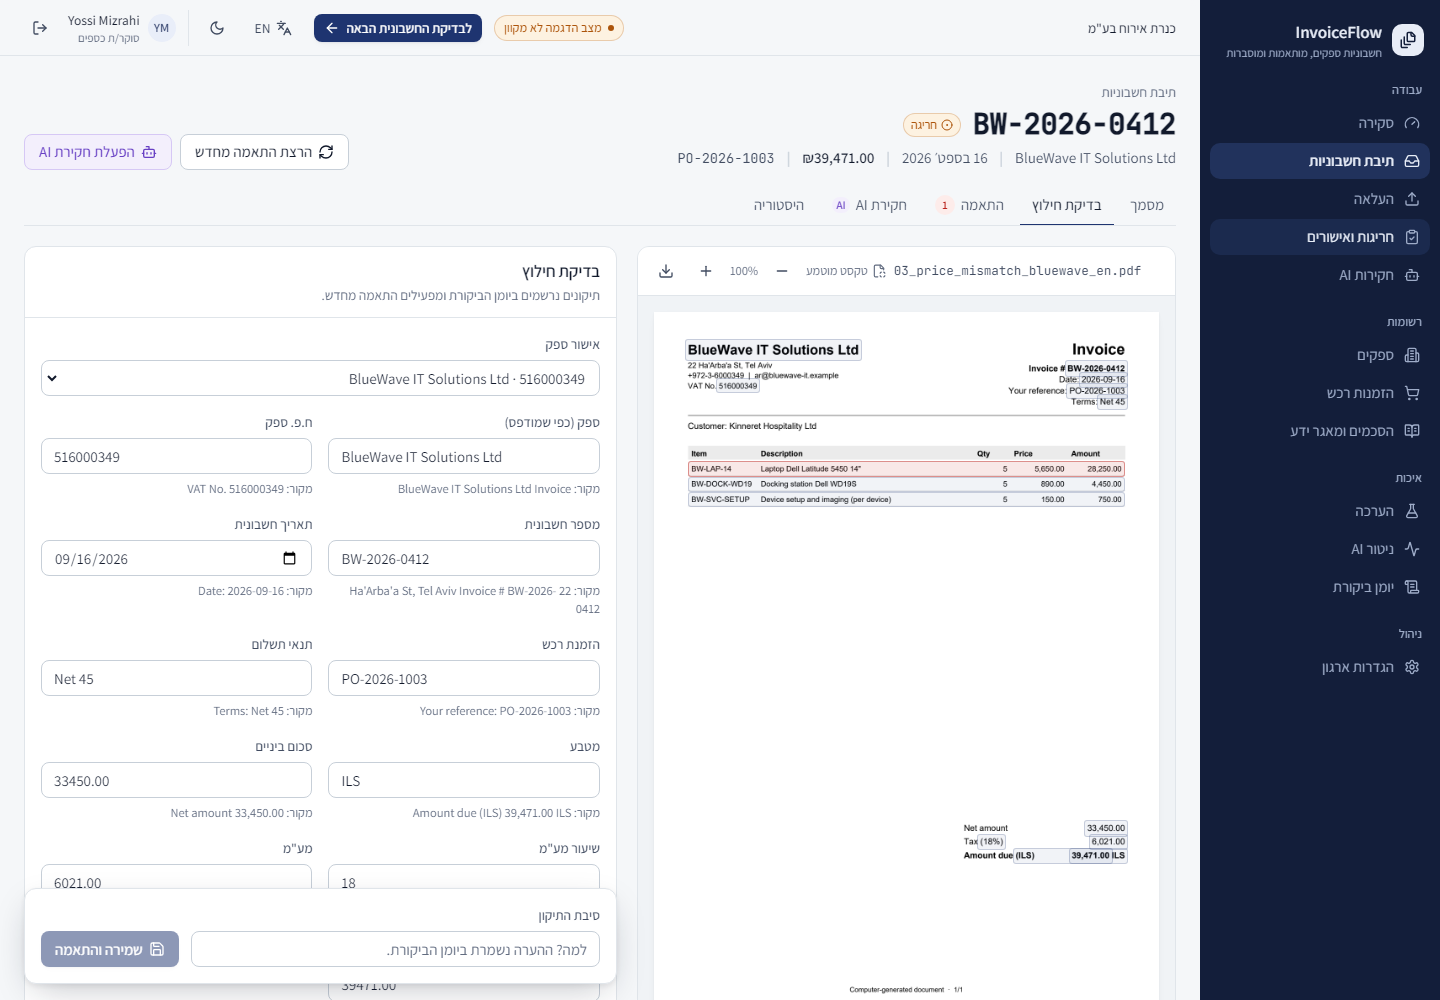 InvoiceFlow
חשבוניות ספקים, מותאמות ומוסברות
עבודה
סקירה
תיבת חשבוניות
העלאה
חריגות ואישורים
חקירות AI
רשומות
ספקים
הזמנות רכש
הסכמים ומאגר ידע
איכות
הערכה
ניטור AI
יומן ביקורת
ניהול
הגדרות ארגון
כנרת אירוח בע"מ
מצב הדגמה לא מקוון
לבדיקת החשבונית הבאה
EN
YM
Yossi Mizrahi
סוקר/ת כספים
תיבת חשבוניות
BW-2026-0412
חריגה
BlueWave IT Solutions Ltd | 16 בספט׳ 2026 | ₪39,471.00 | PO-2026-1003
הרצת התאמה מחדש
הפעלת חקירת AI
מסמך
בדיקת חילוץ
התאמה 1
חקירת AI AI
היסטוריה
03_price_mismatch_bluewave_en.pdf
טקסט מוטמע
100%
BlueWave IT Solutions Ltd
22 Ha'Arba'a St, Tel Aviv
+972-3-6000349 | ar@bluewave-it.example
VAT No. 516000349
Invoice
Invoice # BW-2026-0412
Date: 2026-09-16
Your reference: PO-2026-1003
Terms: Net 45
Customer: Kinneret Hospitality Ltd
Item Description Qty Price Amount
BW-LAP-14 Laptop Dell Latitude 5450 14" 5 5,650.00 28,250.00
BW-DOCK-WD19 Docking station Dell WD19S 5 890.00 4,450.00
BW-SVC-SETUP Device setup and imaging (per device) 5 150.00 750.00
Net amount 33,450.00
Tax (18%) 6,021.00
Amount due (ILS) 39,471.00 ILS
Computer-generated document - 1/1
בדיקת חילוץ
תיקונים נרשמים ביומן הביקורת ומפעילים התאמה מחדש.
אישור ספק
BlueWave IT Solutions Ltd · 516000349
ספק (כפי שמודפס)
BlueWave IT Solutions Ltd
מקור: BlueWave IT Solutions Ltd Invoice
ח.פ. ספק
516000349
מקור: VAT No. 516000349
מספר חשבונית
BW-2026-0412
מקור: 22 Ha'Arba'a St, Tel Aviv Invoice # BW-2026-
0412
תאריך חשבונית
09/16/2026
מקור: Date: 2026-09-16
הזמנת רכש
PO-2026-1003
מקור: Your reference: PO-2026-1003
תנאי תשלום
Net 45
מקור: Terms: Net 45
מטבע
ILS
מקור: Amount due (ILS) 39,471.00 ILS
סכום ביניים
33450.00
מקור: Net amount 33,450.00
שיעור מע"מ
18
מע"מ
6021.00
סיבת התיקון
למה? ההערה נשמרת ביומן הביקורת.
שמירה והתאמה
39471.00